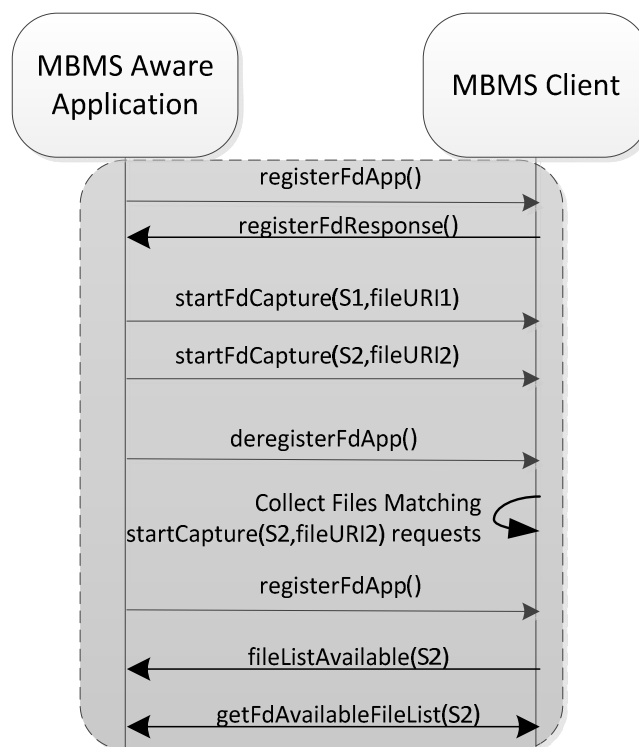 MBMS Aware
Application
MBMS Client
registerFdApp()
registerFdResponse()
startFdCapture(S1,fileURI1)
startFdCapture(S2,fileURI2)
deregisterFdApp()
Collect Files Matching
startCapture(S2,fileURI2) requests
registerFdApp()
fileListAvailable(S2)
getFdAvailableFileList(S2)